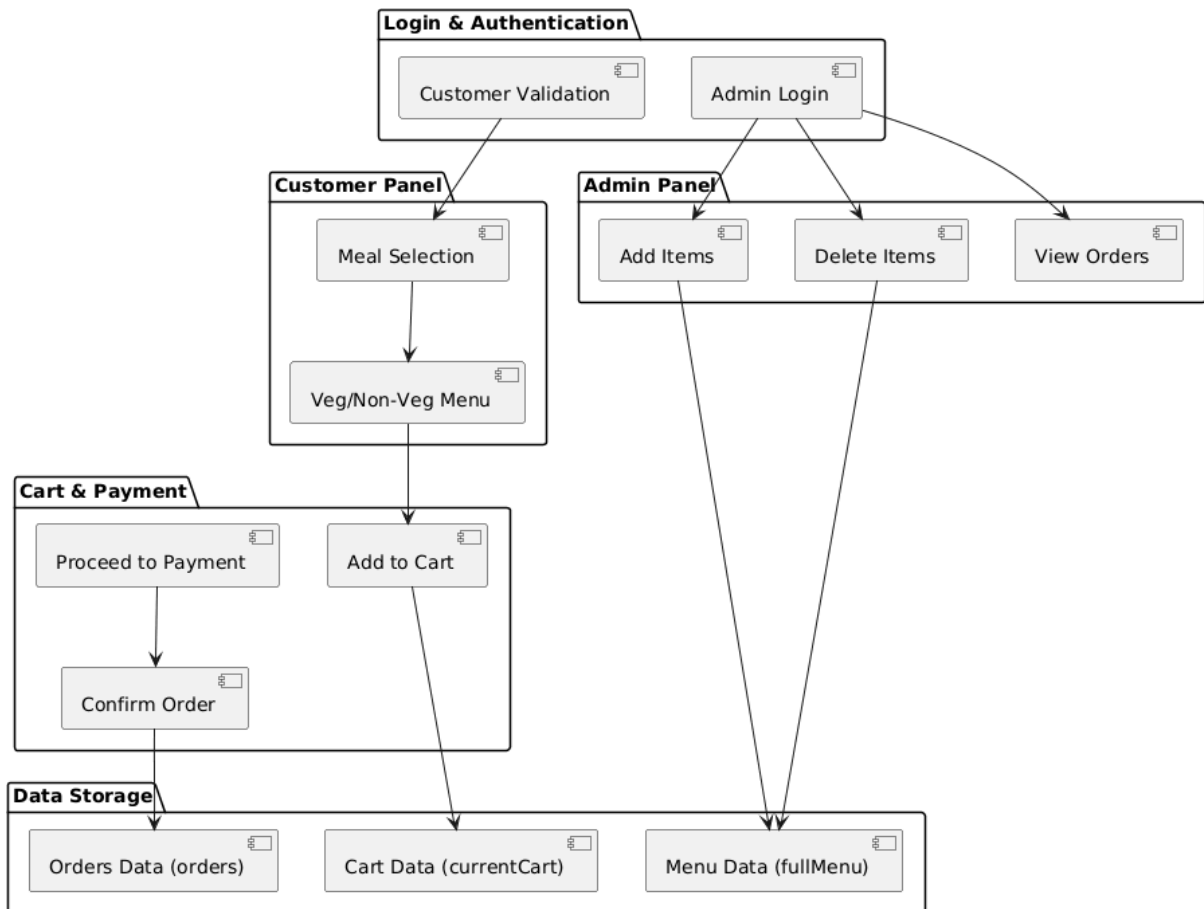 Login & Authentication
Customer Validation
Admin Login
Customer Panel
Admin Panel
Meal Selection
Add Items
Delete Items
View Orders
Veg/Non-Veg Menu
Cart & Payment
Proceed to Payment
Add to Cart
Confirm Order
Data Storage
Orders Data (orders)
Cart Data (currentCart)
Menu Data (fullMenu)